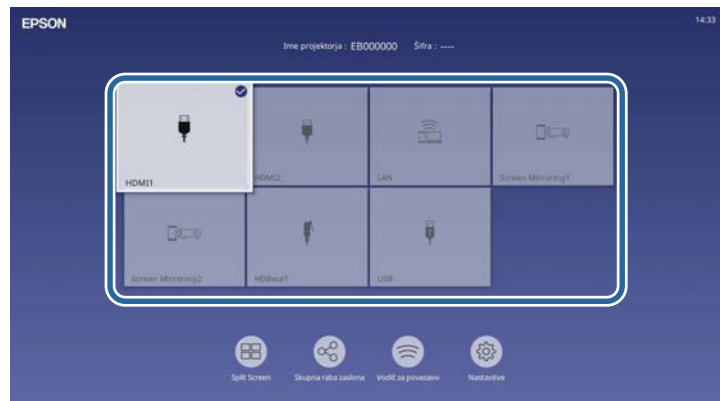 EPSON
14:33
Ime projektorja : EB000000 Šifra : ----
HDMI1
HDMI2
LAN
Screen Mirroring1
Screen Mirroring2
HDBaseT
USB
Split Screen
Skupna raba zaslona
Vodič za povezavo
Nastavitve